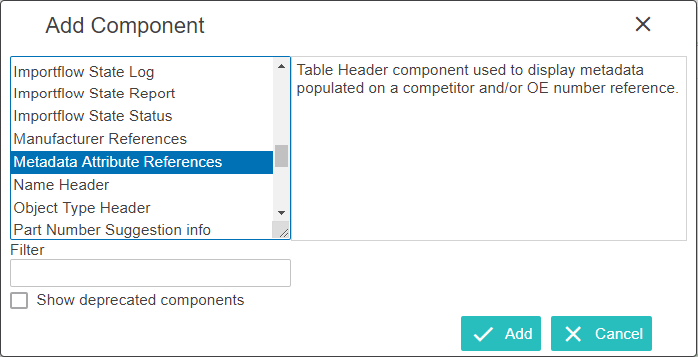 Add Component
Importflow State Log
Importflow State Report
Importflow State Status
Manufacturer References
Metadata Attribute References
Name Header
Object Type Header
Part Number Suggestion info
Table Header component used to display metadata
populated on a competitor and/or OE number reference.
Filter
Show deprecated components
Add
Cancel